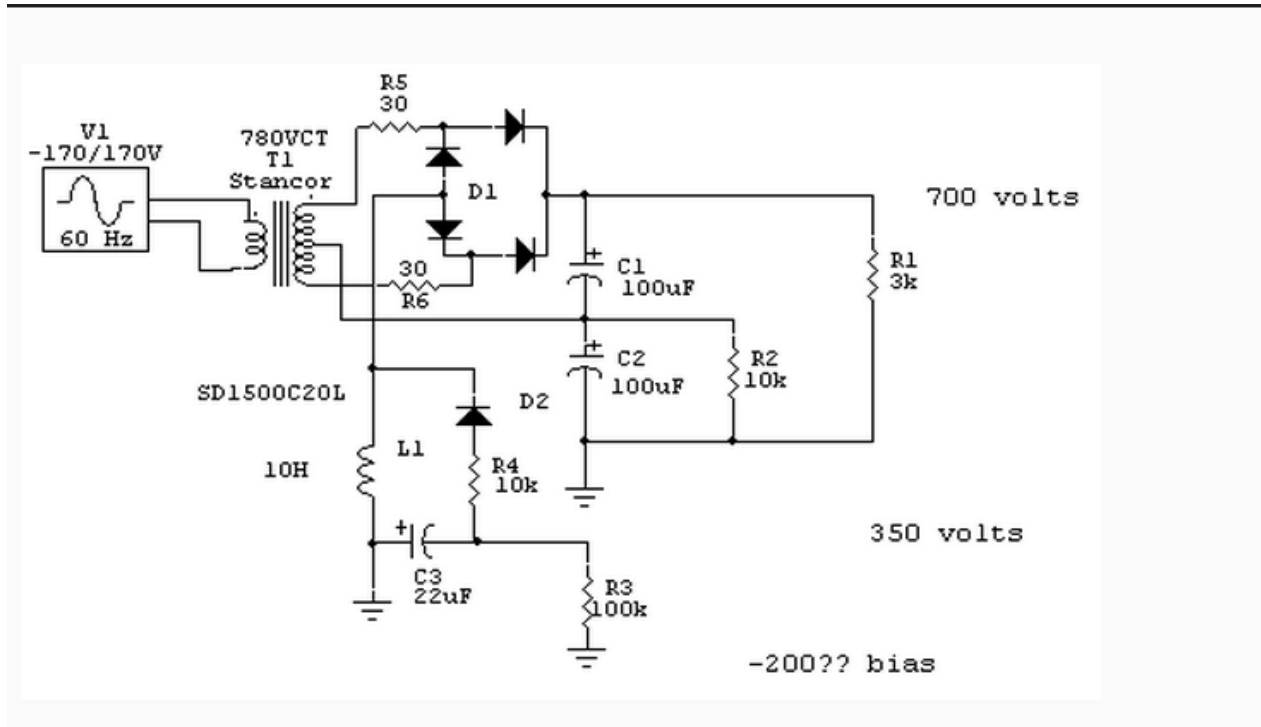 R5
30
V1
-170/170V
780VCT
T1
Stancor
60 Hz
D1
700 volts
30
R6
C1
100uF
R1
3k
SD1500C20L
D2
C2
100uF
R2
10k
L1
10H
R4
10k
350 volts
C3
22uF
R3
100k
-200?? bias